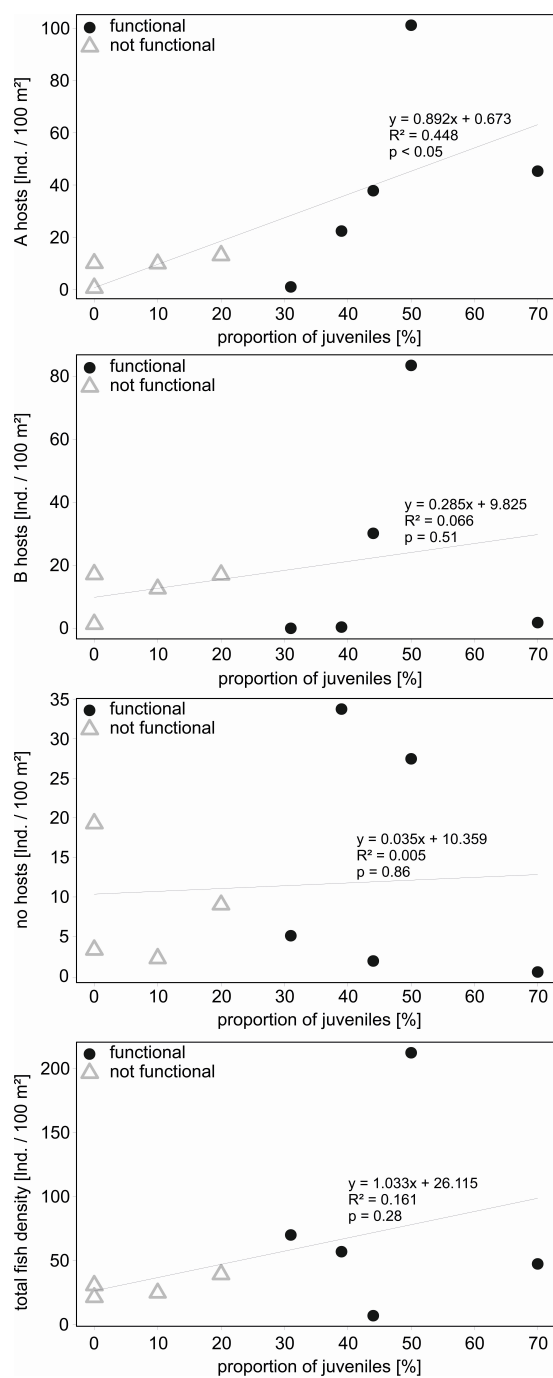 functional
not functional
y = 0.892x + 0.673
R² = 0.448
p < 0.05
A hosts [Ind. / 100 m²]
100
80
60
40
20
0
0 10 20 30 40 50 60 70
proportion of juveniles [%]
functional
not functional
y = 0.285x + 9.825
R² = 0.066
p = 0.51
B hosts [Ind. / 100 m²]
80
60
40
20
0
0 10 20 30 40 50 60 70
proportion of juveniles [%]
functional
not functional
y = 0.035x + 10.359
R² = 0.005
p = 0.86
no hosts [Ind. / 100 m²]
35
30
25
20
15
10
5
0
0 10 20 30 40 50 60 70
proportion of juveniles [%]
functional
not functional
y = 1.033x + 26.115
R² = 0.161
p = 0.28
total fish density [Ind. / 100 m²]
200
150
100
50
0
0 10 20 30 40 50 60 70
proportion of juveniles [%]